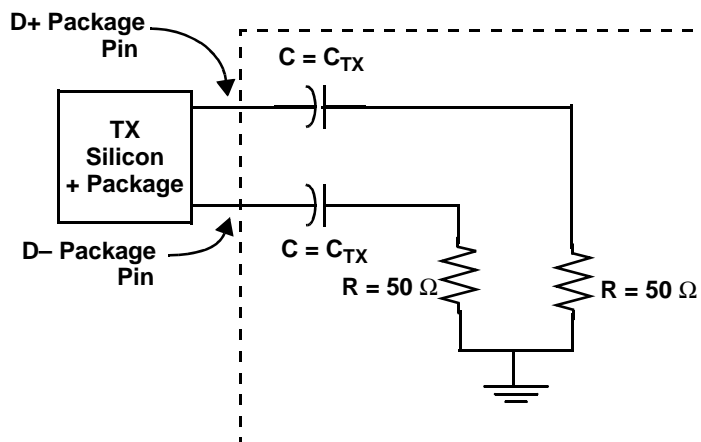 D+ Package
Pin
C = CTX
TX
Silicon
+ Package
D– Package
Pin
C = CTX
R = 50 Ω
R = 50 Ω